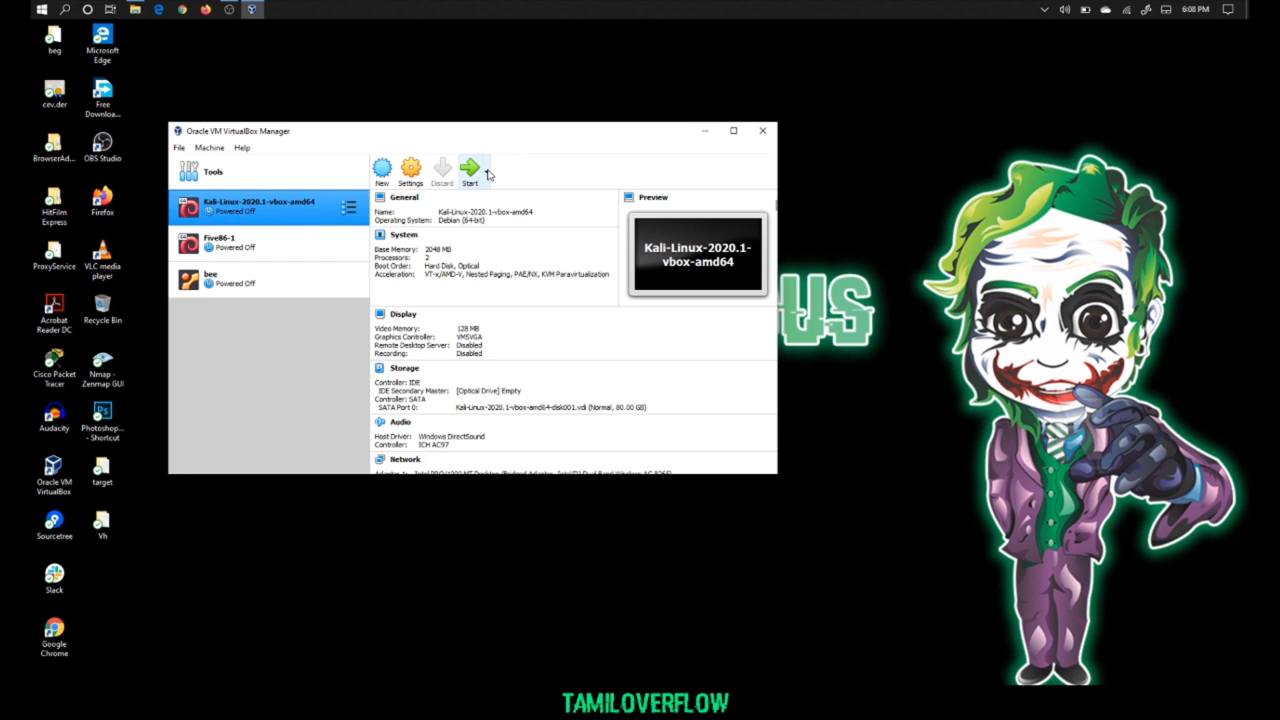 6:08 PM
beg
Microsoft
Edge
cev.der
Free
Downloa...
BrowserAd...
OBS Studio
HitFilm
Express
Firefox
ProxyService
VLC media
player
Acrobat
Reader DC
Recycle Bin
Cisco Packet
Tracer
Nmap -
Zenmap GUI
Audacity
Photoshop...
- Shortcut
Oracle VM
VirtualBox
target
Sourcetree
Vh
Slack
Google
Chrome
Oracle VM VirtualBox Manager
File Machine Help
Tools
New Settings Discard Start
Kali-Linux-2020.1-vbox-amd64
Powered Off
Five86-1
Powered Off
bee
Powered Off
General
Name: Kali-Linux-2020.1-vbox-amd64
Operating System: Debian (64-bit)
System
Base Memory: 2048 MB
Processors: 2
Boot Order: Hard Disk, Optical
Acceleration: VT-x/AMD-V, Nested Paging, PAE/NX, KVM Paravirtualization
Preview
Kali-Linux-2020.1-
vbox-amd64
Display
Video Memory: 128 MB
Graphics Controller: VMSVGA
Remote Desktop Server: Disabled
Recording: Disabled
Storage
Controller: IDE
IDE Secondary Master: [Optical Drive] Empty
Controller: SATA
SATA Port 0: Kali-Linux-2020.1-vbox-amd64-disk001.vdi (Normal, 80.00 GB)
Audio
Host Driver: Windows DirectSound
Controller: ICH AC97
Network
US
TAMILOVERFLOW